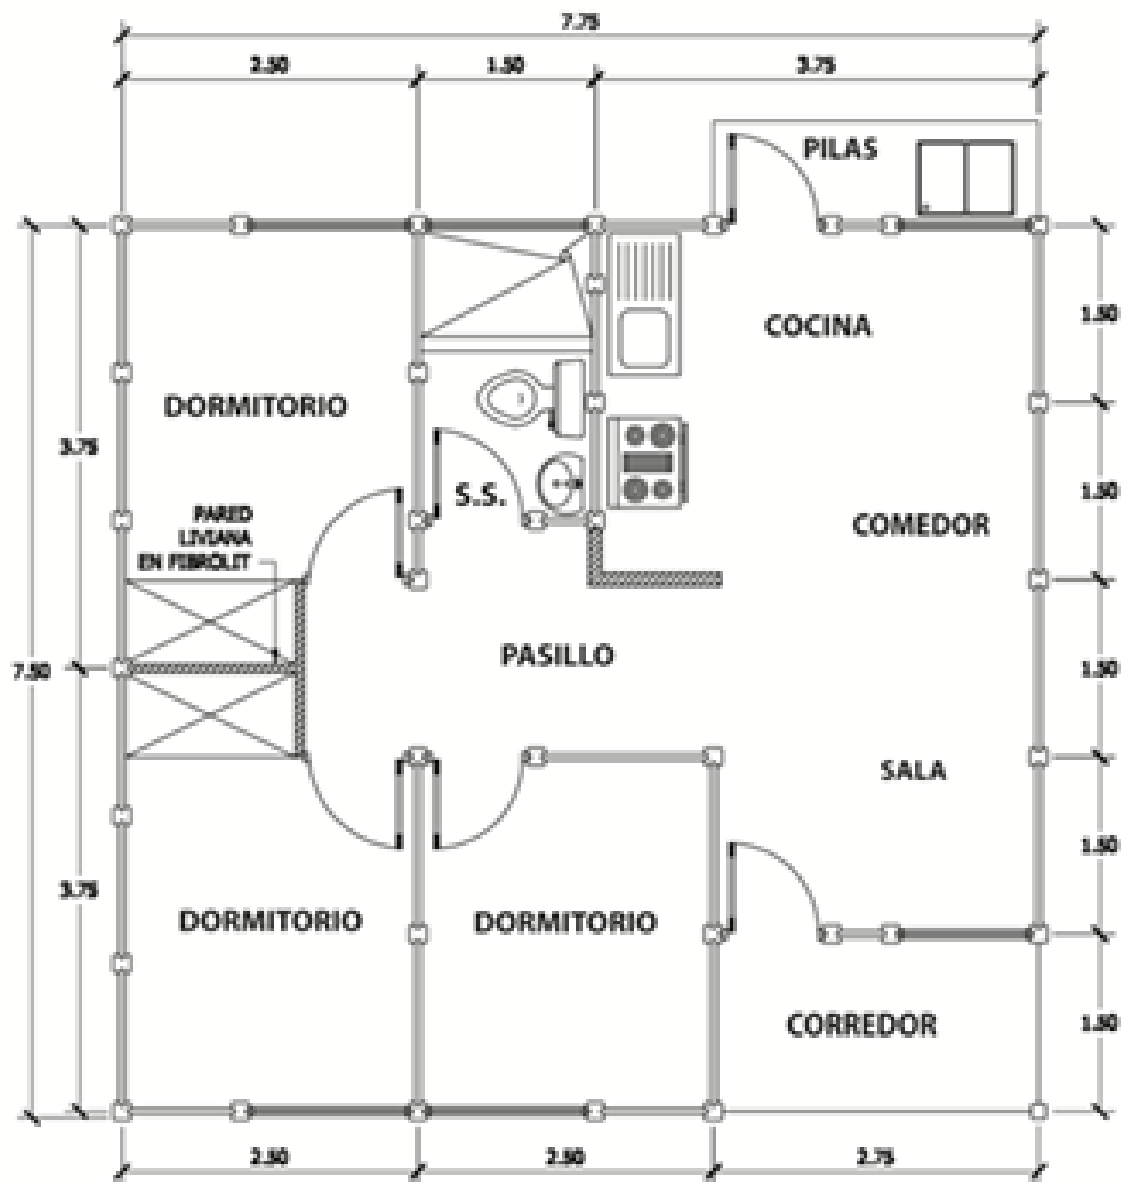 7.75
2.50
1.50
3.75
PILAS
COCINA
1.50
DORMITORIO
3.75
S.S.
COMEDOR
1.50
PARED
LIVIANA
EN FIBROLIT
PASILLO
7.50
1.50
SALA
1.50
3.75
DORMITORIO
DORMITORIO
CORREDOR
1.50
2.50
2.50
2.75